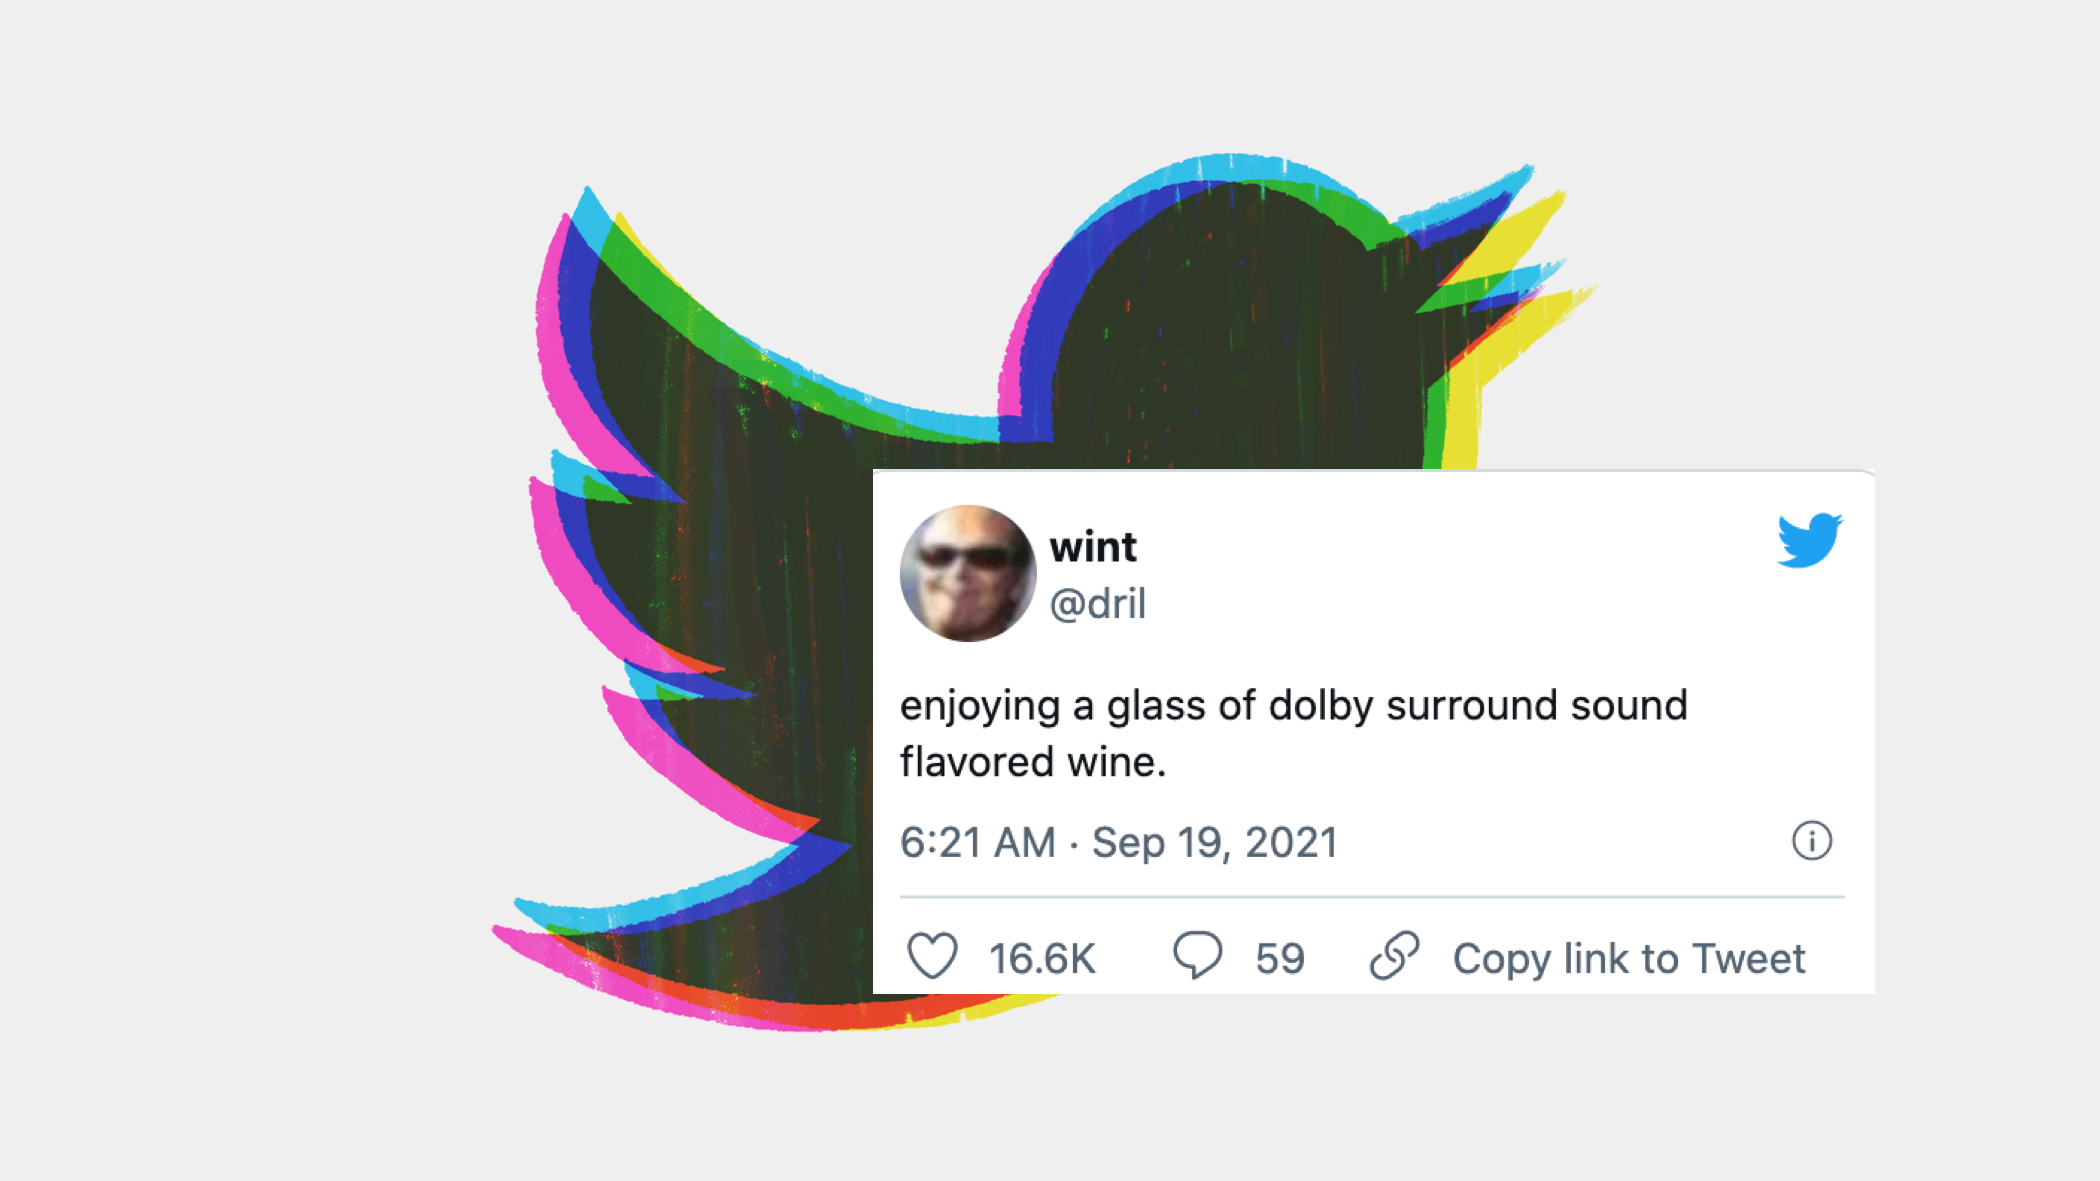 wint
@dril
enjoying a glass of dolby surround sound
flavored wine.
6:21 AM · Sep 19, 2021
16.6K 59 Copy link to Tweet